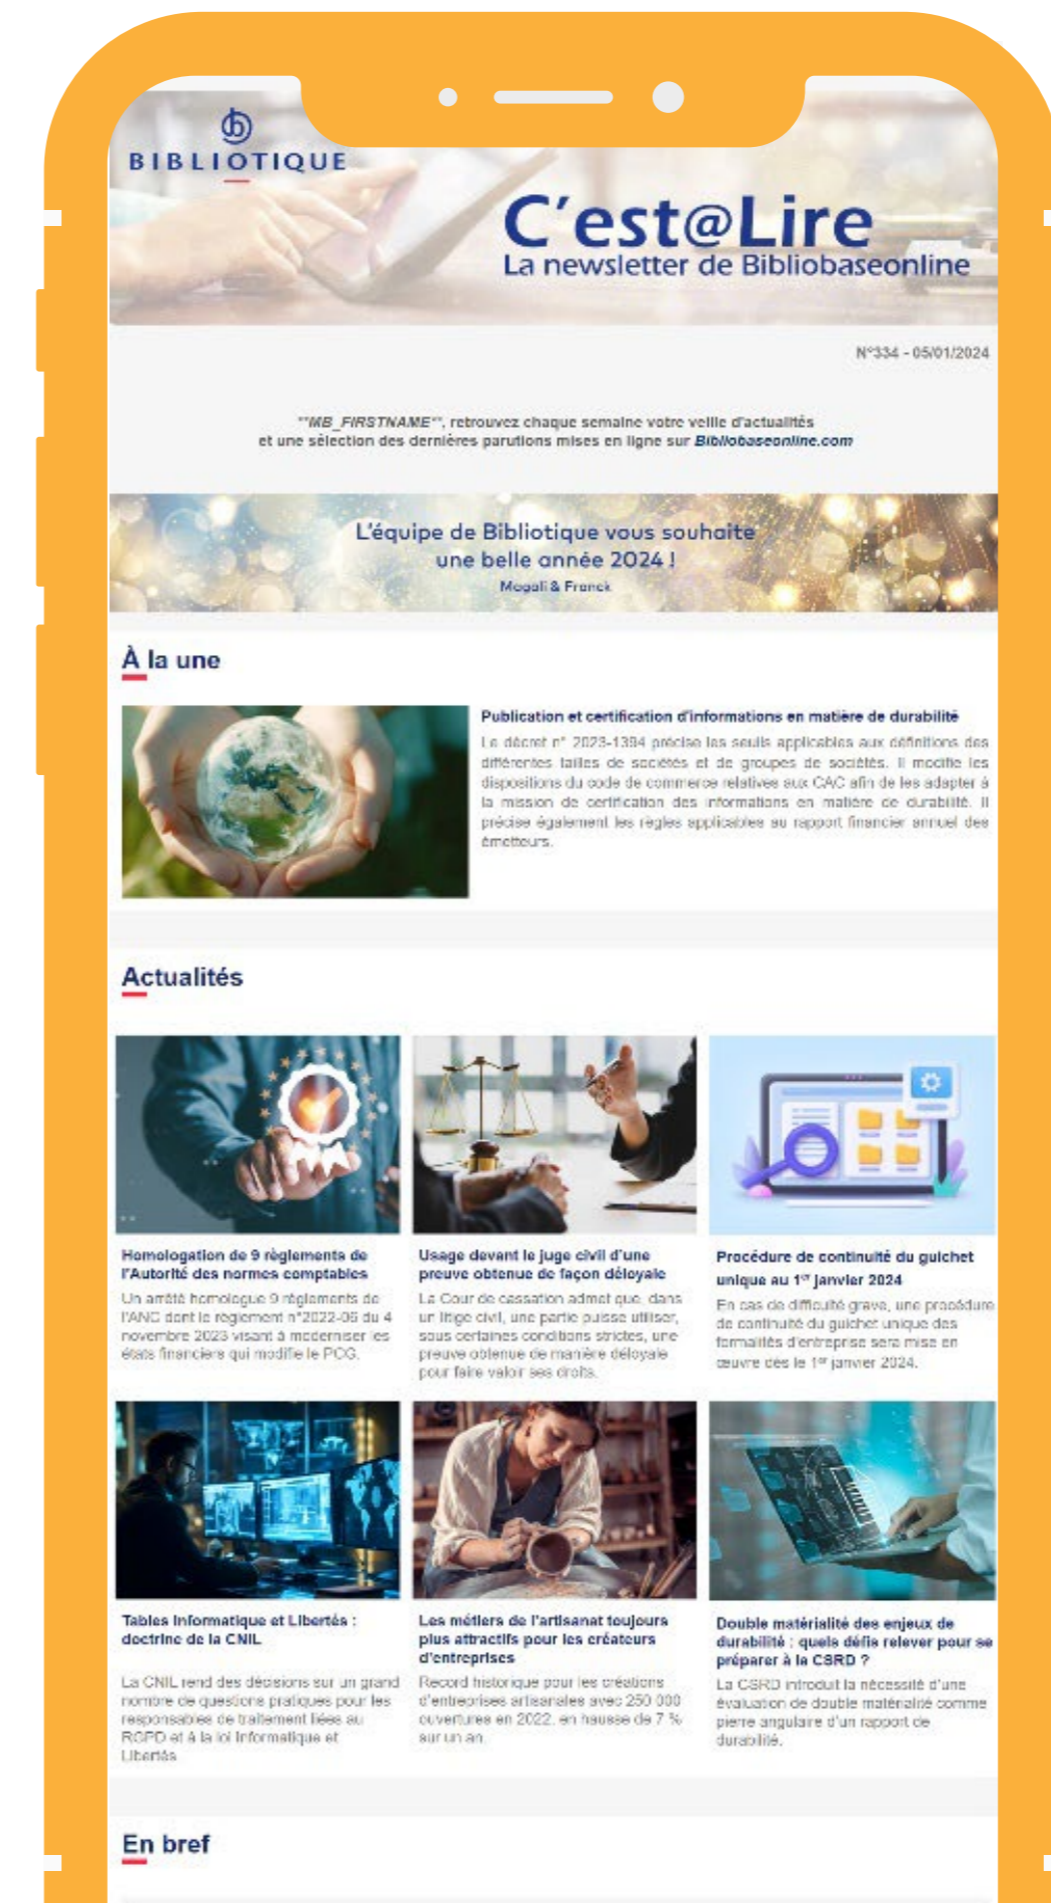 BIBLIOTIQUE
C'est@Lire
La newsletter de Bibliobaseonline
N°334 - 05/01/2024
**MB_FIRSTNAME**, retrouvez chaque semaine votre veille d'actualités
et une sélection des dernières parutions mises en ligne sur Bibliobaseonline.com
L'équipe de Bibliotique vous souhaite
une belle année 2024 !
Magali & Franck
À la une
Publication et certification d'informations en matière de durabilité
Le décret n° 2023-1394 précise les seuils applicables aux définitions des
différentes tailles de sociétés et de groupes de sociétés. Il modifie les
dispositions du code de commerce relatives aux CAC afin de les adapter à
la mission de certification des informations en matière de durabilité. Il
précise également les règles applicables au rapport financier annuel des
émetteurs.
Actualités
Homologation de 9 règlements de
l'Autorité des normes comptables
Un arrêté homologue 9 règlements de
l'ANC dont le règlement n°2022-06 du 4
novembre 2023 visant à moderniser les
états financiers qui modifie le PCG.
Usage devant le juge civil d'une
preuve obtenue de façon déloyale
La Cour de cassation admet que, dans
un litige civil, une partie puisse utiliser,
sous certaines conditions strictes, une
preuve obtenue de manière déloyale
pour faire valoir ses droits.
Procédure de continuité du guichet
unique au 1er janvier 2024
En cas de difficulté grave, une procédure
de continuité du guichet unique des
formalités d'entreprise sera mise en
œuvre dès le 1er janvier 2024.
Tables Informatique et Libertés :
doctrine de la CNIL
La CNIL rend des décisions sur un grand
nombre de questions pratiques pour les
responsables de traitement liées au
RGPD et à la loi Informatique et
Libertés
Les métiers de l'artisanat toujours
plus attractifs pour les créateurs
d'entreprises
Record historique pour les créations
d'entreprises artisanales avec 250 000
ouvertures en 2022, en hausse de 7 %
sur un an.
Double matérialité des enjeux de
durabilité : quels défis relever pour se
préparer à la CSRD ?
La CSRD introduit la nécessité d'une
évaluation de double matérialité comme
pierre angulaire d'un rapport de
durabilité.
En bref